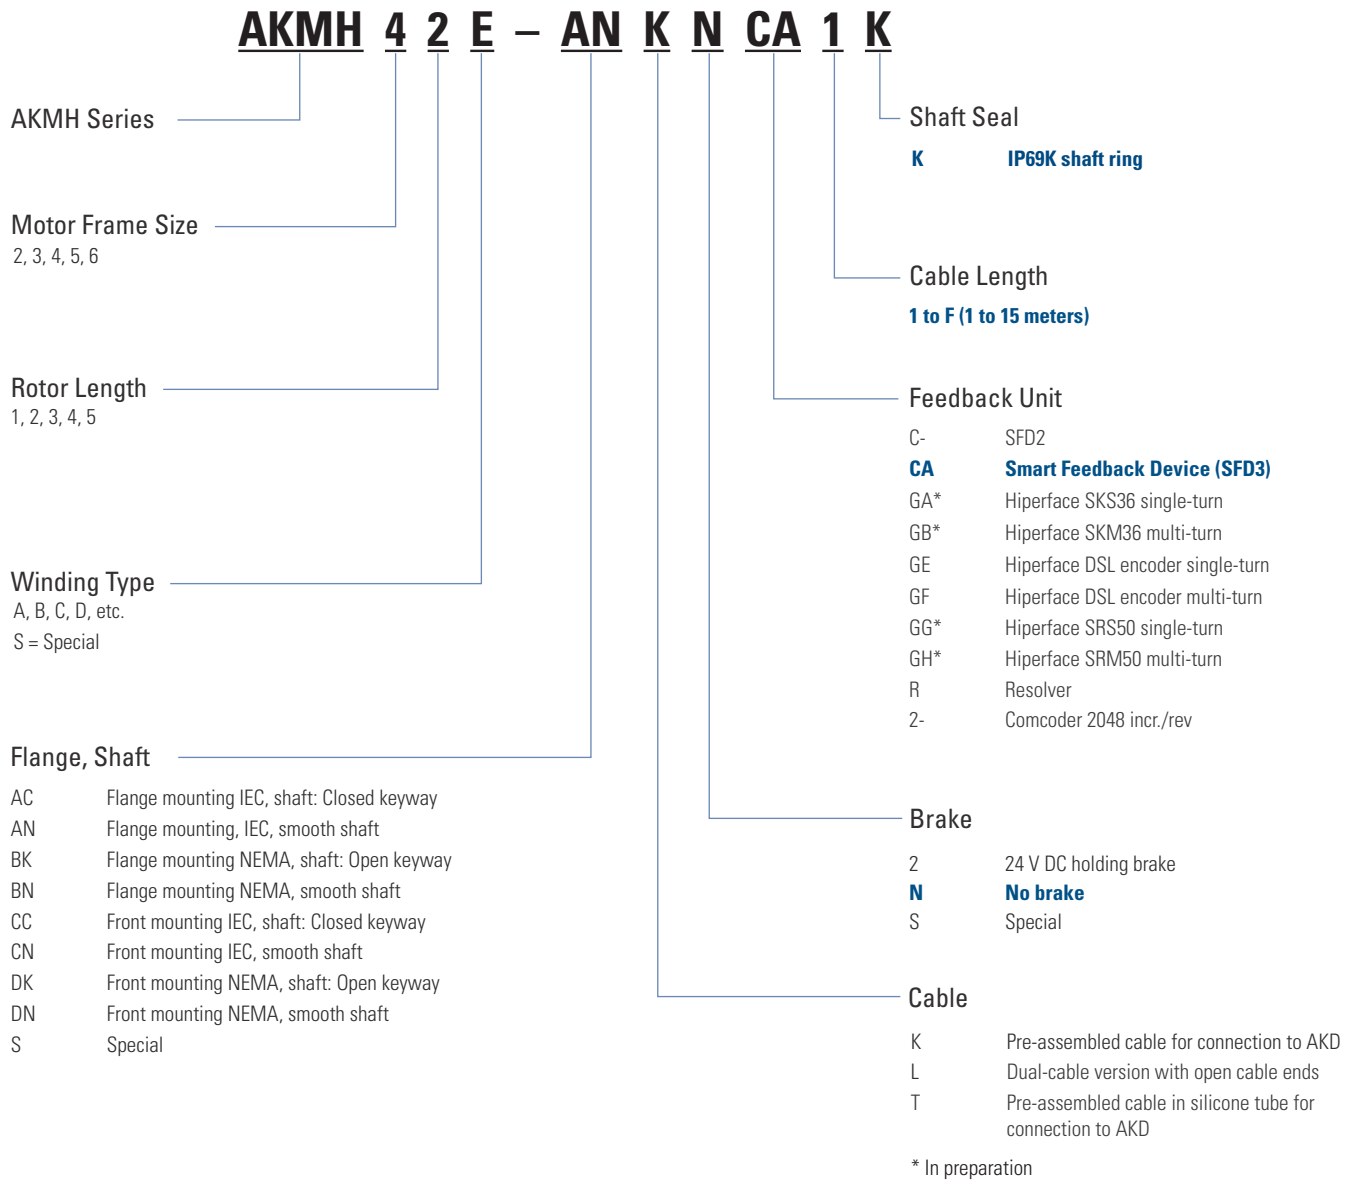 AKMH 4 2 E – AN K N CA 1 K
AKMH Series
Motor Frame Size
2, 3, 4, 5, 6
Rotor Length
1, 2, 3, 4, 5
Winding Type
A, B, C, D, etc.
S = Special
Flange, Shaft
AC Flange mounting IEC, shaft: Closed keyway
AN Flange mounting, IEC, smooth shaft
BK Flange mounting NEMA, shaft: Open keyway
BN Flange mounting NEMA, smooth shaft
CC Front mounting IEC, shaft: Closed keyway
CN Front mounting IEC, smooth shaft
DK Front mounting NEMA, shaft: Open keyway
DN Front mounting NEMA, smooth shaft
S Special
Shaft Seal
K IP69K shaft ring
Cable Length
1 to F (1 to 15 meters)
Feedback Unit
C- SFD2
CA Smart Feedback Device (SFD3)
GA* Hiperface SKS36 single-turn
GB* Hiperface SKM36 multi-turn
GE Hiperface DSL encoder single-turn
GF Hiperface DSL encoder multi-turn
GG* Hiperface SRS50 single-turn
GH* Hiperface SRM50 multi-turn
R Resolver
2- Comcoder 2048 incr./rev
Brake
2 24 V DC holding brake
N No brake
S Special
Cable
K Pre-assembled cable for connection to AKD
L Dual-cable version with open cable ends
T Pre-assembled cable in silicone tube for
connection to AKD
* In preparation